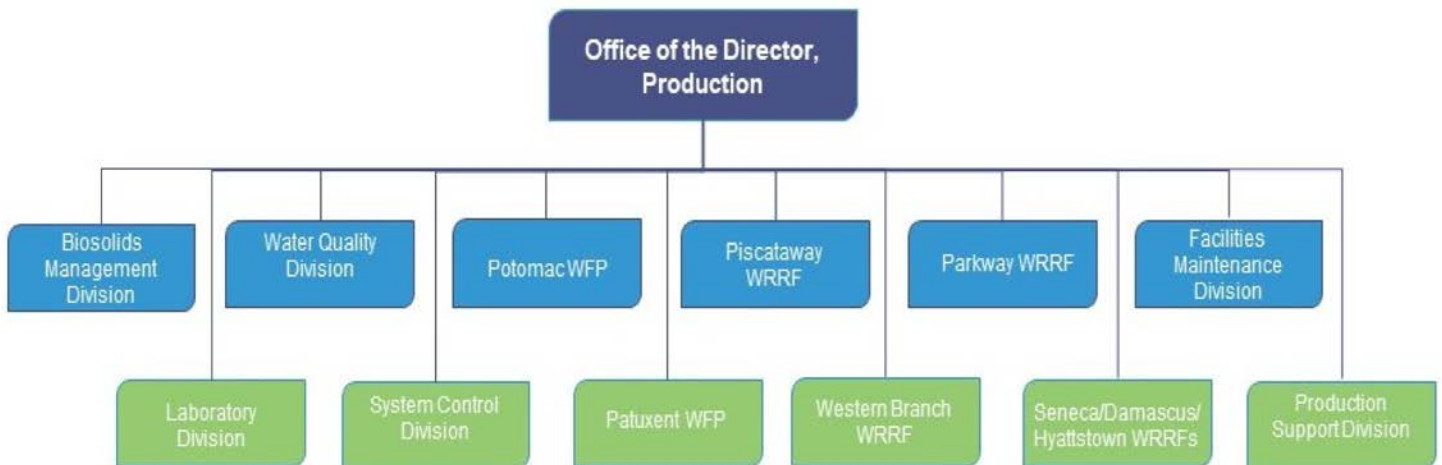 Office of the Director,
Production
Biosolids
Management
Division
Water Quality
Division
Potomac WFP
Piscataway
WRRF
Parkway WRRF
Facilities
Maintenance
Division
Laboratory
Division
System Control
Division
Patuxent WFP
Western Branch
WRRF
Seneca/Damascus/
Hyattstown WRRFs
Production
Support Division